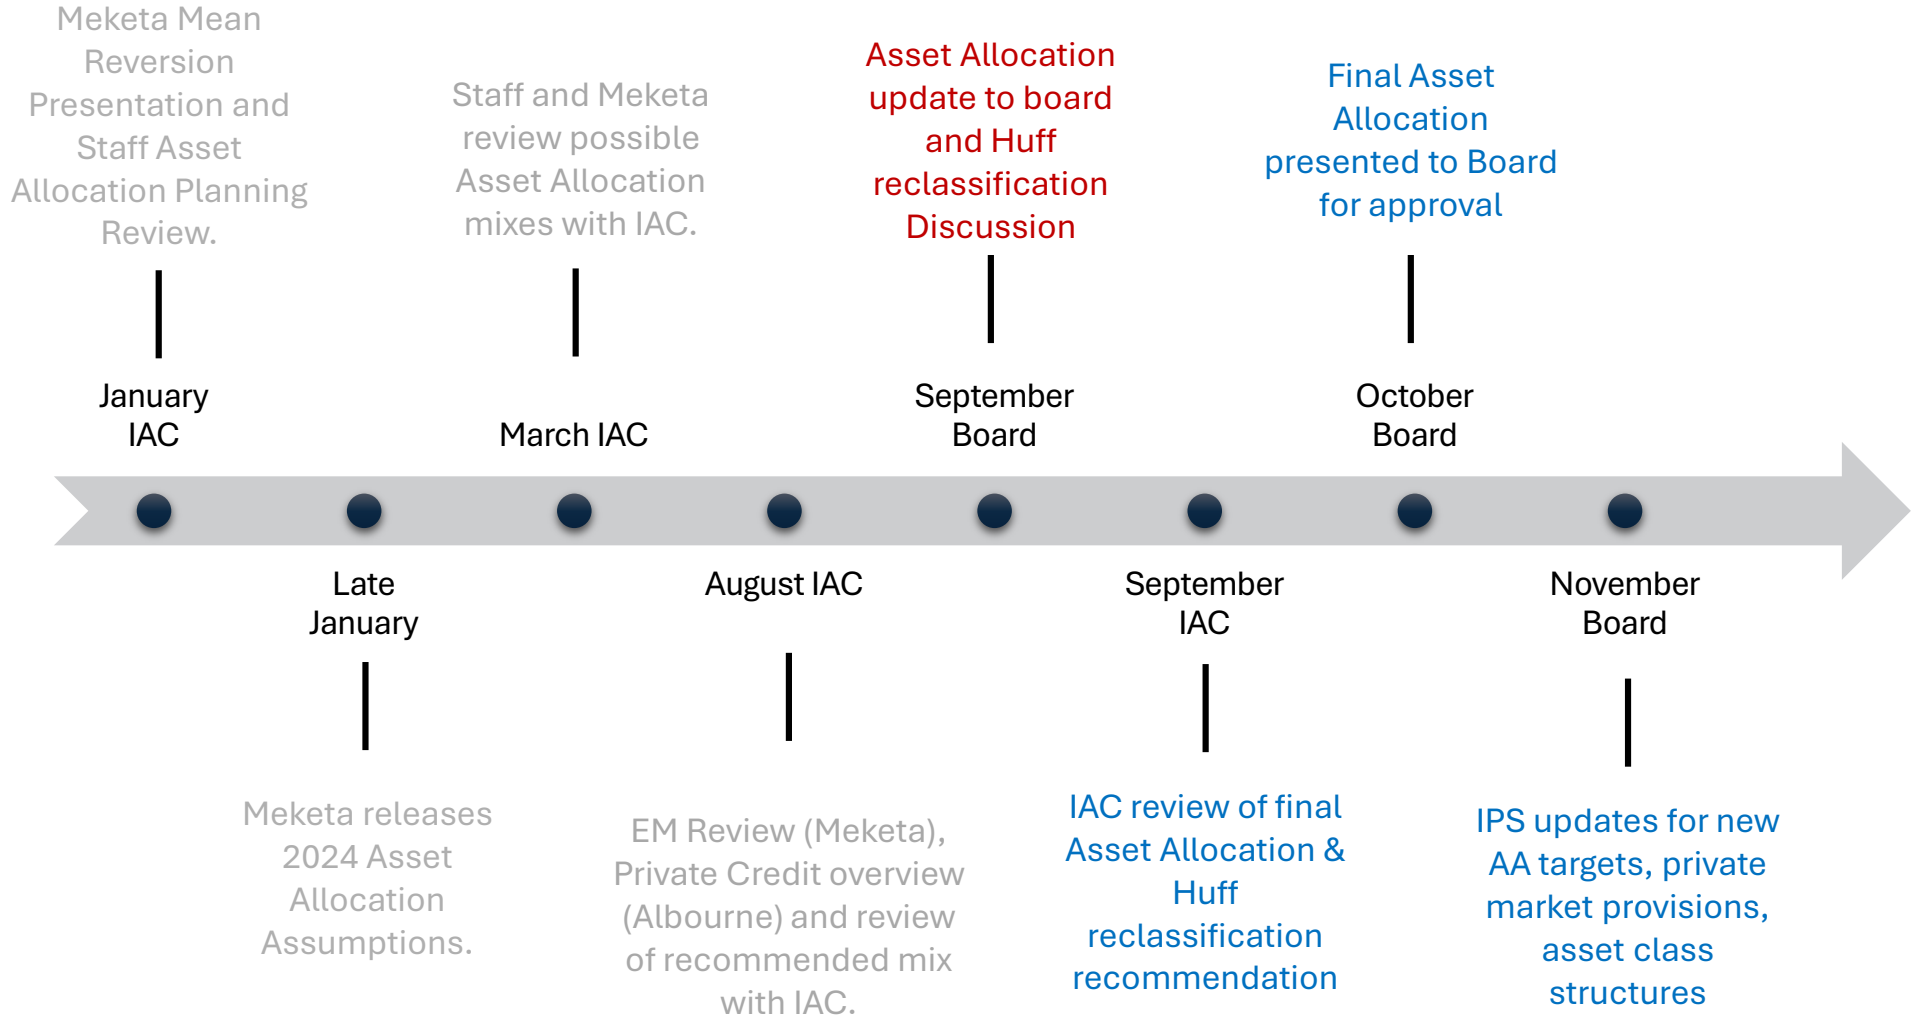 Meketa Mean
Reversion
Presentation and
Staff Asset
Allocation Planning
Review.
January
IAC
Late
January
Meketa releases
2024 Asset
Allocation
Assumptions.
Staff and Meketa
review possible
Asset Allocation
mixes with IAC.
March IAC
August IAC
EM Review (Meketa),
Private Credit overview
(Albourne) and review
of recommended mix
with IAC.
Asset Allocation
update to board
and Huff
reclassification
Discussion
September
Board
September
IAC
IAC review of final
Asset Allocation &
Huff
reclassification
recommendation
Final Asset
Allocation
presented to Board
for approval
October
Board
November
Board
IPS updates for new
AA targets, private
market provisions,
asset class
structures